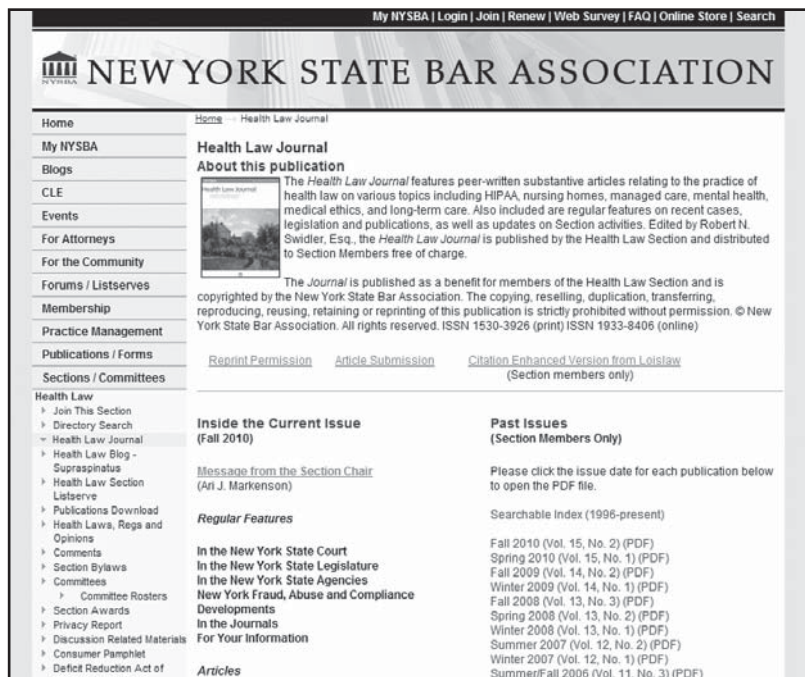 My NYSBA | Login | Join | Renew | Web Survey | FAQ | Online Store | Search
NYSBA
NEW YORK STATE BAR ASSOCIATION
Home
My NYSBA
Blogs
CLE
Events
For Attorneys
For the Community
Forums / Listserves
Membership
Practice Management
Publications / Forms
Sections / Committees
Health Law
Join This Section
Directory Search
Health Law Journal
Health Law Blog -
Supraspinatus
Health Law Section
Listserve
Publications Download
Health Laws, Regs and
Opinions
Comments
Section Bylaws
Committees
Committee Rosters
Section Awards
Privacy Report
Discussion Related Materials
Consumer Pamphlet
Deficit Reduction Act of
Home → Health Law Journal
Health Law Journal
About this publication
Health Law Journal
The Health Law Journal features peer-written substantive articles relating to the practice of
health law on various topics including HIPAA, nursing homes, managed care, mental health,
medical ethics, and long-term care. Also included are regular features on recent cases,
legislation and publications, as well as updates on Section activities. Edited by Robert N.
Swidler, Esq., the Health Law Journal is published by the Health Law Section and distributed
to Section Members free of charge.
The Journal is published as a benefit for members of the Health Law Section and is
copyrighted by the New York State Bar Association. The copying, reselling, duplication, transferring,
reproducing, reusing, retaining or reprinting of this publication is strictly prohibited without permission. © New
York State Bar Association. All rights reserved. ISSN 1530-3926 (print) ISSN 1933-8406 (online)
Reprint Permission Article Submission Citation Enhanced Version from Loislaw
(Section members only)
Inside the Current Issue
(Fall 2010)
Message from the Section Chair
(Ari J. Markenson)
Regular Features
In the New York State Court
In the New York State Legislature
In the New York State Agencies
New York Fraud, Abuse and Compliance
Developments
In the Journals
For Your Information
Articles
Past Issues
(Section Members Only)
Please click the issue date for each publication below
to open the PDF file.
Searchable Index (1996-present)
Fall 2010 (Vol. 15, No. 2) (PDF)
Spring 2010 (Vol. 15, No. 1) (PDF)
Fall 2009 (Vol. 14, No. 2) (PDF)
Winter 2009 (Vol. 14, No. 1) (PDF)
Fall 2008 (Vol. 13, No. 3) (PDF)
Spring 2008 (Vol. 13, No. 2) (PDF)
Winter 2008 (Vol. 13, No. 1) (PDF)
Summer 2007 (Vol. 12, No. 2) (PDF)
Winter 2007 (Vol. 12, No. 1) (PDF)
Summer/Fall 2006 (Vol. 11, No. 3) (PDF)